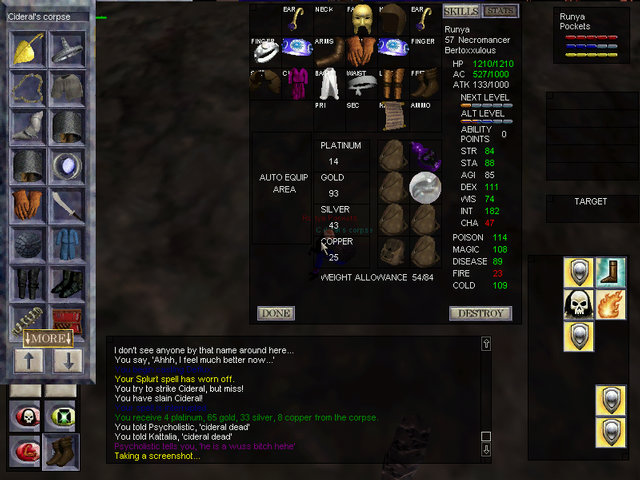 Cideral's corpse
MORE
EAR
NECK
FACE
EAR
FINGER
ARMS
FINGER
WAIST
PRI
SEC
AMMO
AUTO EQUIP
AREA
PLATINUM
14
GOLD
93
SILVER
43
COPPER
25
WEIGHT ALLOWANCE 54/84
DONE
DESTROY
SKILLS
STATS
Runya
57 Necromancer
Bertoxxulous
HP 1210/1210
AC 527/1000
ATK 133/1000
NEXT LEVEL
ALT LEVEL
ABILITY
POINTS 0
STR 84
STA 88
AGI 85
DEX 111
WIS 74
INT 182
CHA 47
POISON 114
MAGIC 108
DISEASE 89
FIRE 23
COLD 109
Runya
Pockets
TARGET
I don't see anyone by that name around here...
You say, 'Ahhh, I feel much better now...'
Your Splurt spell has worn off.
You try to strike Cideral, but miss!
You have slain Cideral!
You receive 4 platinum, 65 gold, 33 silver, 8 copper from the corpse.
You told Psycholistic, 'cideral dead'
You told Kattalia, 'cideral dead'
Psycholistic tells you, 'he is a wuss bitch hehe'
Taking a screenshot...